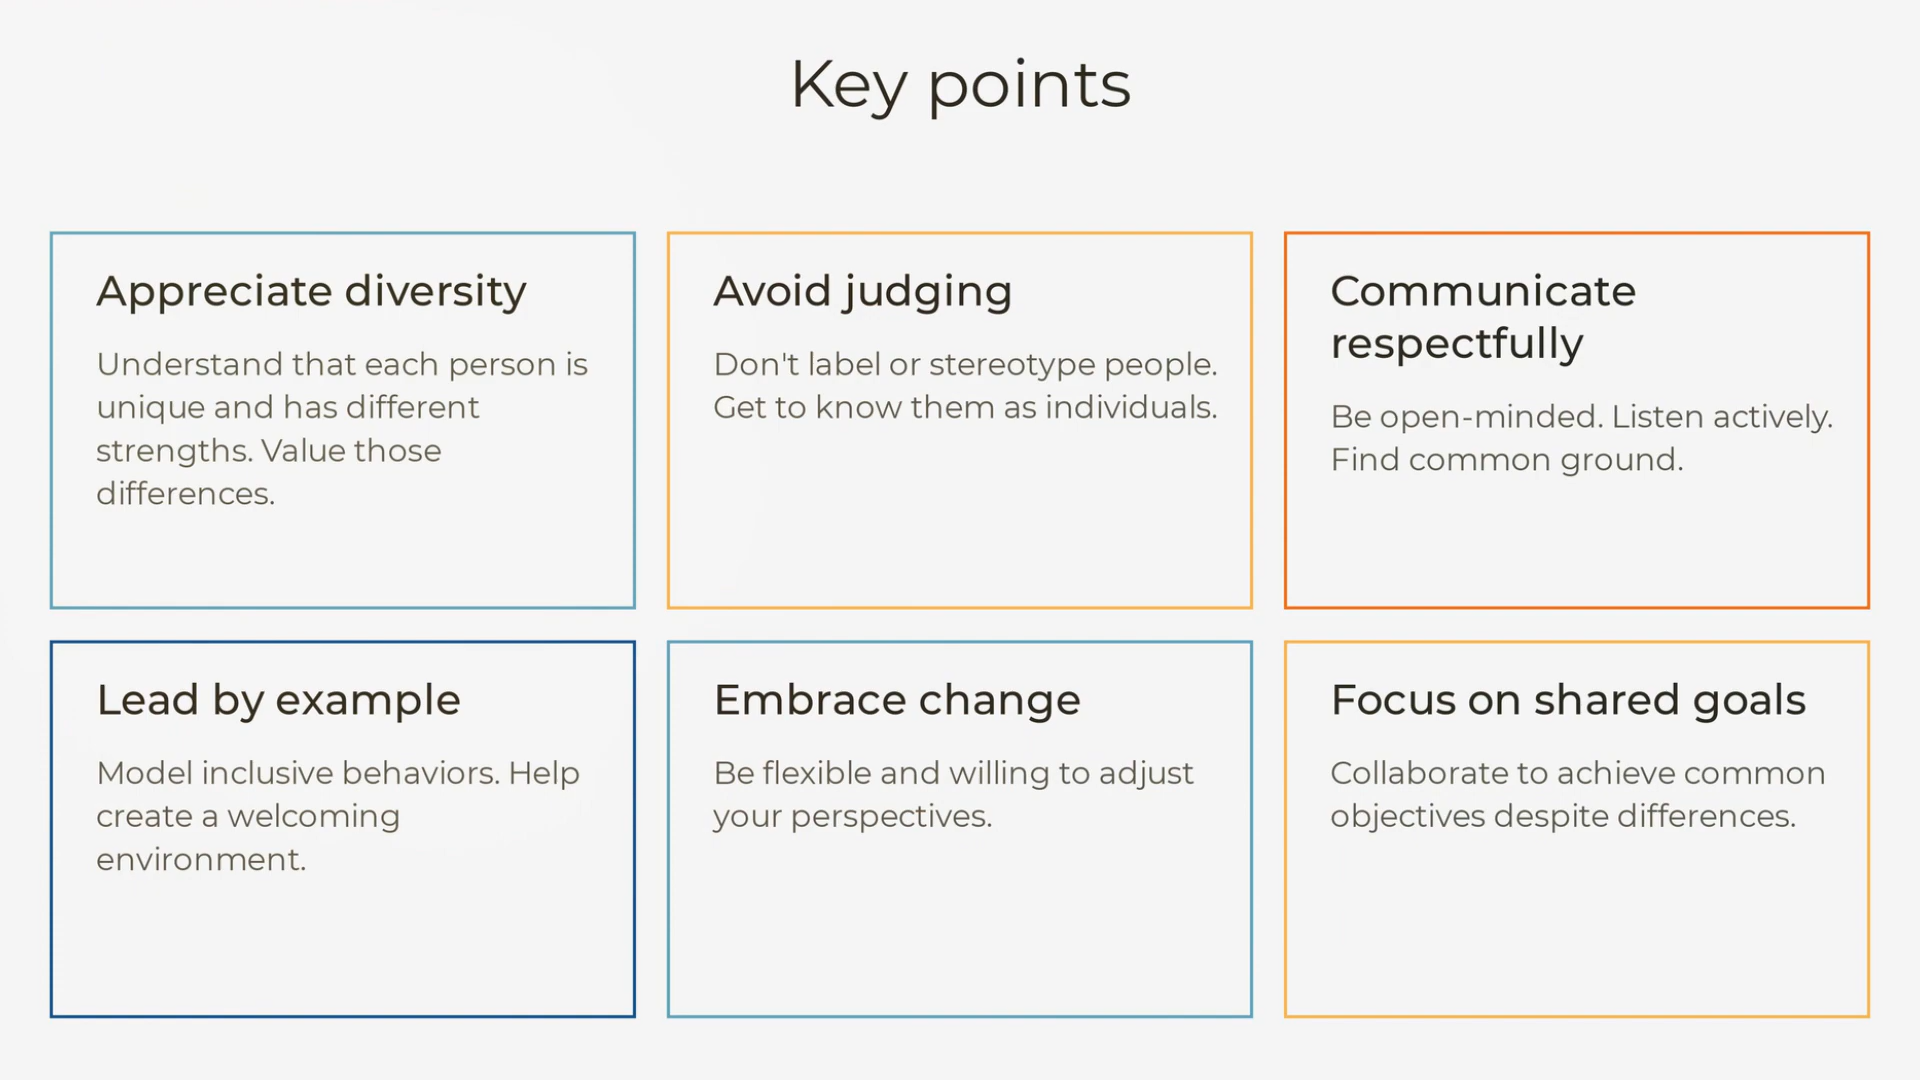 Key points
Appreciate diversity
Understand that each person is
unique and has different
strengths. Value those
differences.
Avoid judging
Don't label or stereotype people.
Get to know them as individuals.
Communicate
respectfully
Be open-minded. Listen actively.
Find common ground.
Lead by example
Model inclusive behaviors. Help
create a welcoming
environment.
Embrace change
Be flexible and willing to adjust
your perspectives.
Focus on shared goals
Collaborate to achieve common
objectives despite differences.